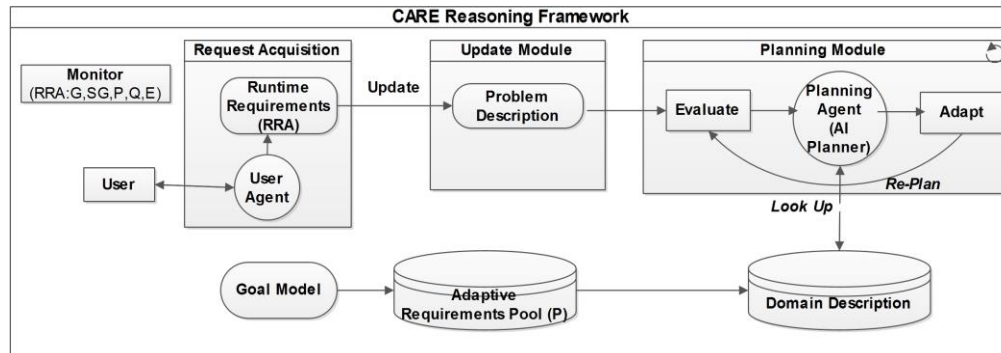 CARE Reasoning Framework
Request Acquisition
Update Module
Planning Module
Monitor
(RRA:G,SG,P,Q,E)
Runtime
Requirements
(RRA)
Update
Problem
Description
Evaluate
Planning
Agent
(AI
Planner)
Adapt
User
User
Agent
Re-Plan
Look Up
Goal Model
Adaptive
Requirements Pool (P)
Domain Description